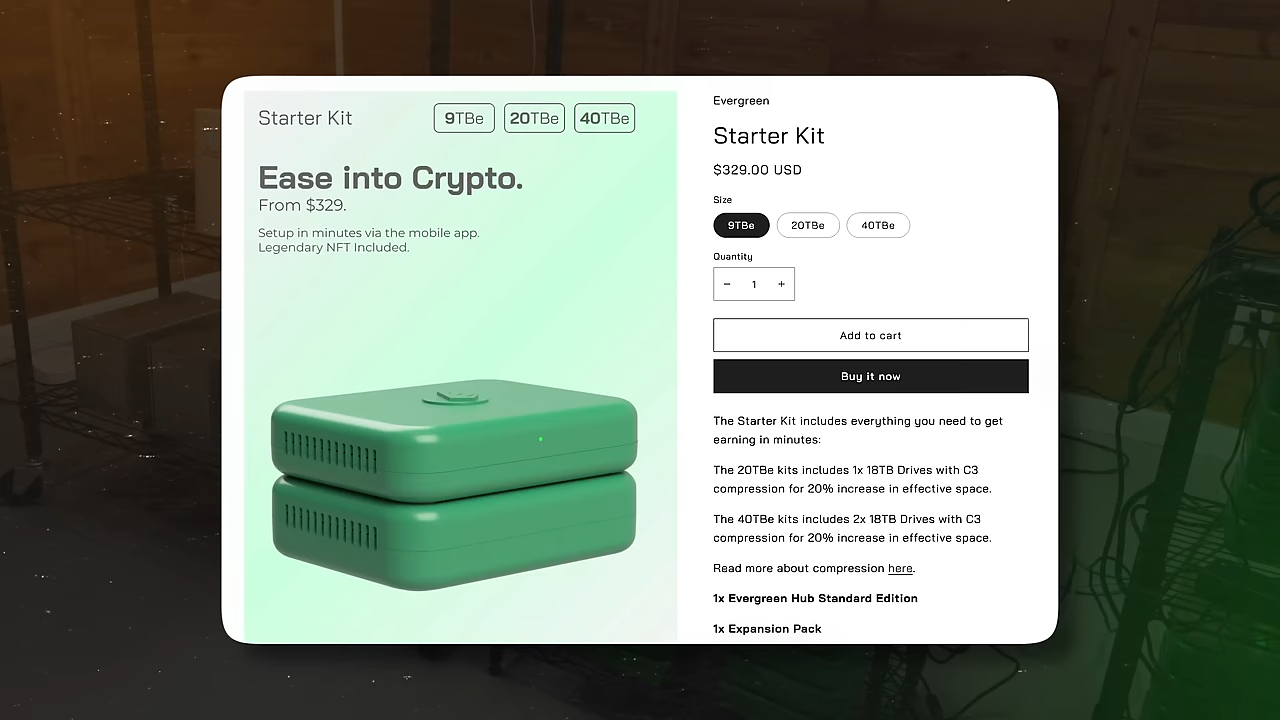 Starter Kit
9TBe 20TBe 40TBe
Ease into Crypto.
From $329.
Setup in minutes via the mobile app.
Legendary NFT Included.
Evergreen
Starter Kit
$329.00 USD
Size
9TBe 20TBe 40TBe
Quantity
− 1 +
Add to cart
Buy it now
The Starter Kit includes everything you need to get
earning in minutes:
The 20TBe kits includes 1x 18TB Drives with C3
compression for 20% increase in effective space.
The 40TBe kits includes 2x 18TB Drives with C3
compression for 20% increase in effective space.
Read more about compression here.
1x Evergreen Hub Standard Edition
1x Expansion Pack